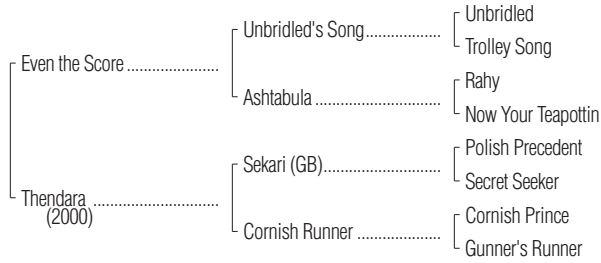 Unbridled
Unbridled's Song
Trolley Song
Even the Score
Rahy
Ashtabula
Now Your Teapottin
Polish Precedent
Sekari (GB)
Secret Seeker
Thendara
(2000)
Cornish Prince
Cornish Runner
Gunner's Runner